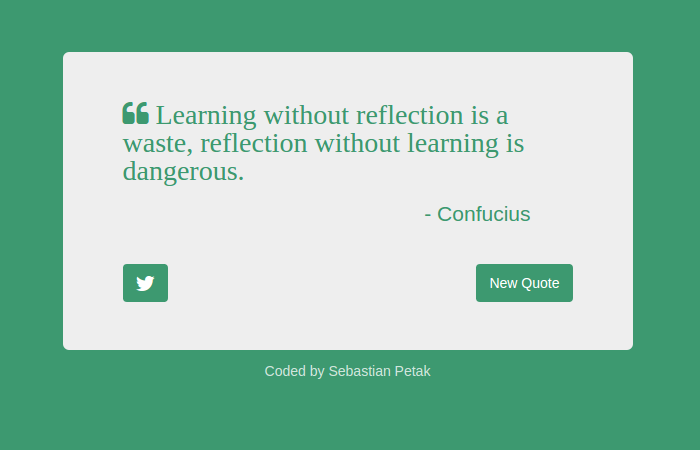 Learning without reflection is a
waste, reflection without learning is
dangerous.
- Confucius
New Quote
Coded by Sebastian Petak